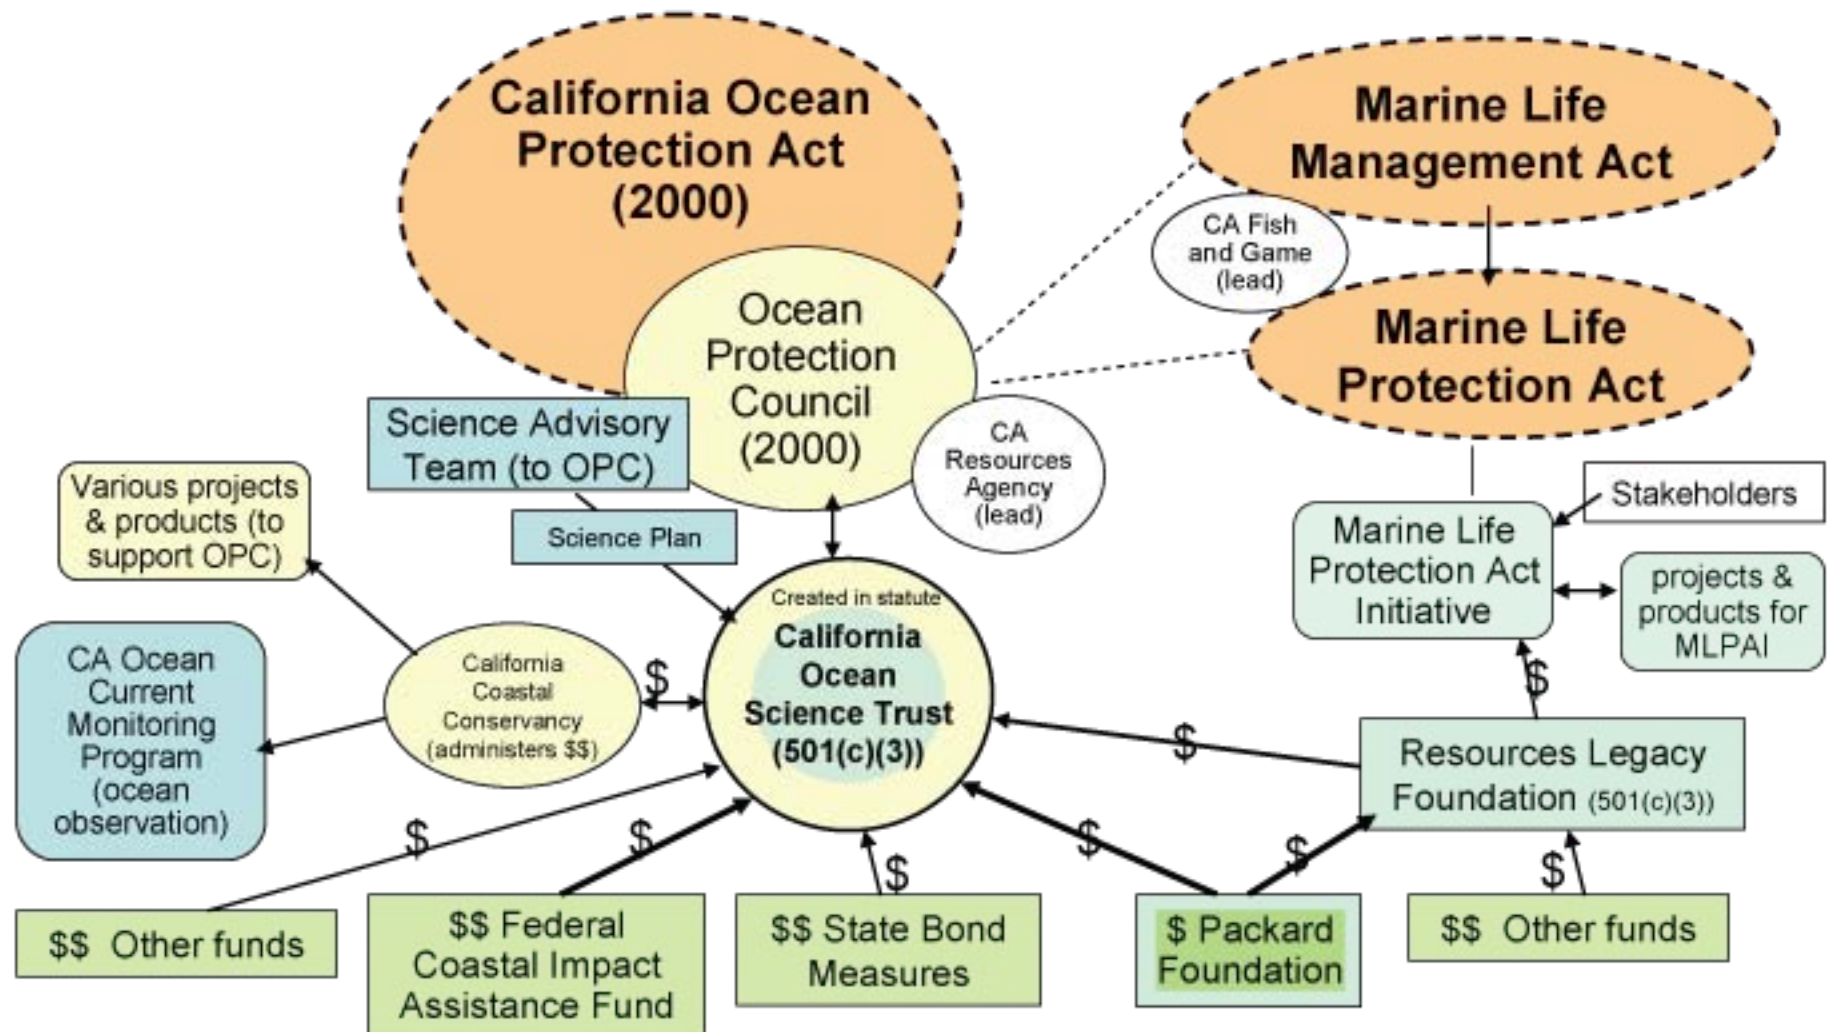 California Ocean
Protection Act
(2000)
Marine Life
Management Act
CA Fish
and Game
(lead)
Ocean
Protection
Council
(2000)
Marine Life
Protection Act
Science Advisory
Team (to OPC)
CA
Resources
Agency
(lead)
Various projects
& products (to
support OPC)
Science Plan
Stakeholders
Marine Life
Protection Act
Initiative
projects &
products for
MLPAI
Created in statute
California
Ocean
Science Trust
(501(c)(3))
CA Ocean
Current
Monitoring
Program
(ocean
observation)
California
Coastal
Conservancy
(administers $$)
$
$
$
Resources Legacy
Foundation (501(c)(3))
$
$
$
$
$
$
$$ Other funds
$$ Federal
Coastal Impact
Assistance Fund
$$ State Bond
Measures
$ Packard
Foundation
$$ Other funds